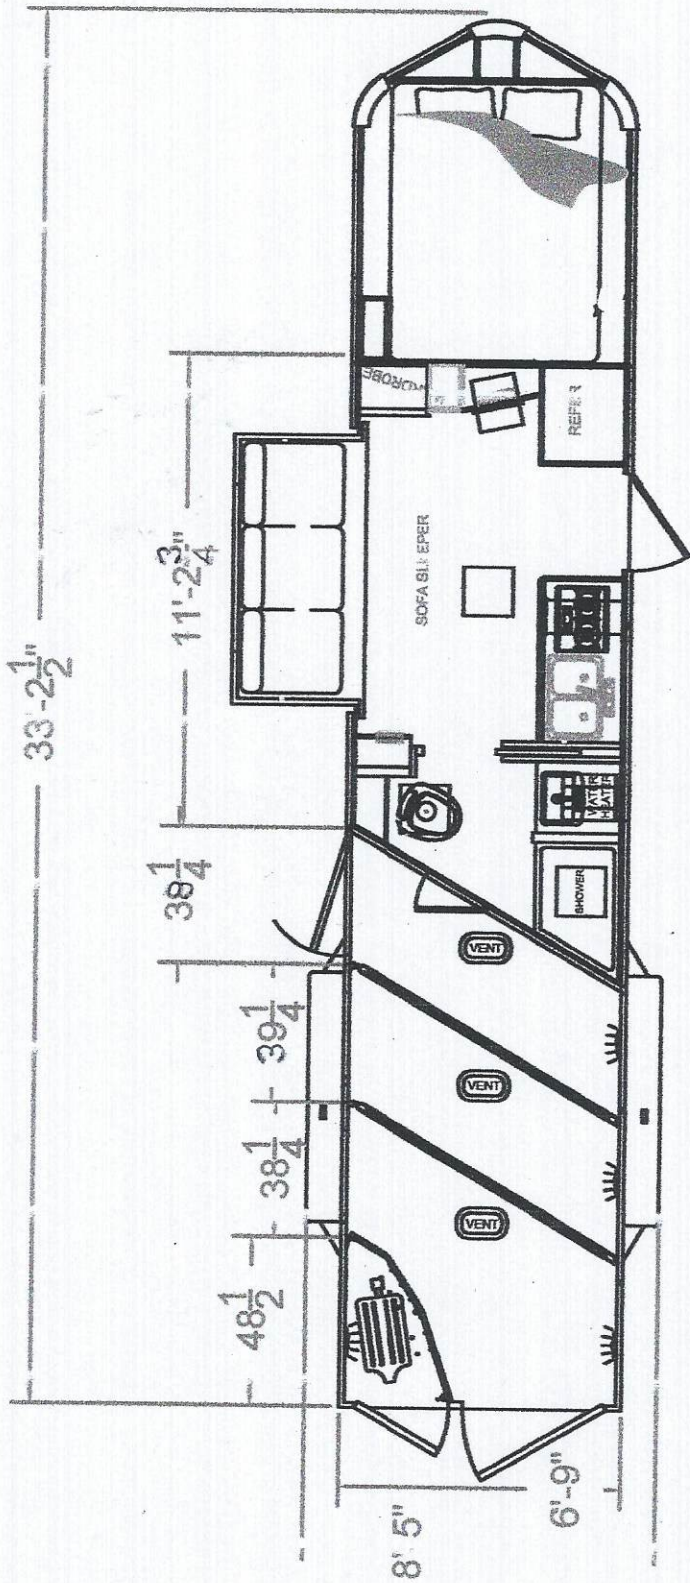 33'-2 1/2"
11'-2 3/4"
38 1/4
39 1/4
38 1/4
48 1/2
8' 5"
6'-9"
SOFA SLEEPER
REFER
WATER
HEATER
SHOWER
VENT
VENT
VENT